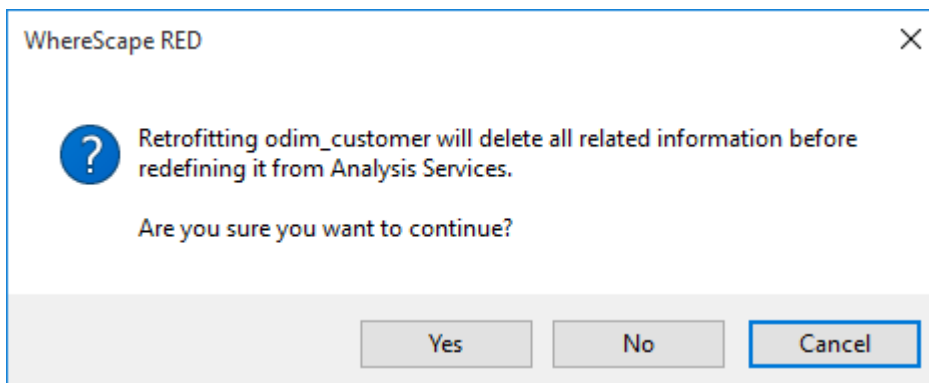 WhereScape RED
Retrofitting odim_customer will delete all related information before
redefining it from Analysis Services.
Are you sure you want to continue?
Yes No Cancel